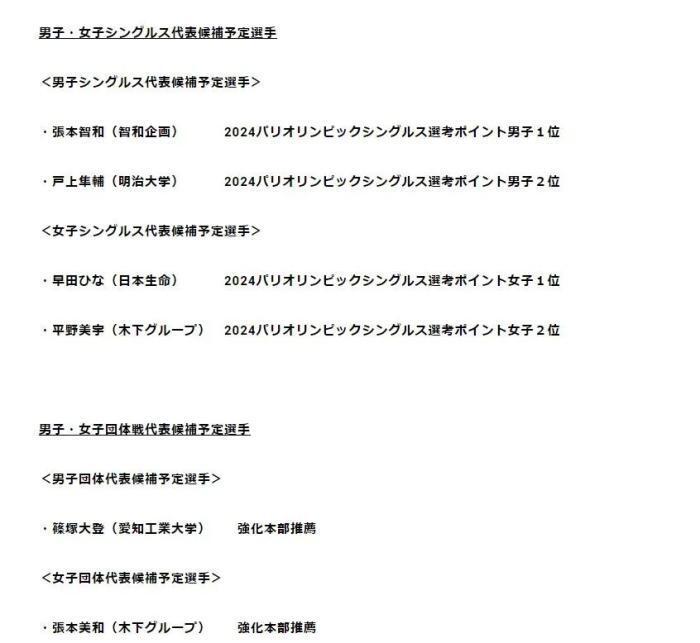 男子・女子シングルス代表候補予定選手
＜男子シングルス代表候補予定選手＞
・張本智和（智和企画） 2024パリオリンピックシングルス選考ポイント男子１位
・戸上隼輔（明治大学） 2024パリオリンピックシングルス選考ポイント男子２位
＜女子シングルス代表候補予定選手＞
・早田ひな（日本生命） 2024パリオリンピックシングルス選考ポイント女子１位
・平野美宇（木下グループ） 2024パリオリンピックシングルス選考ポイント女子２位
男子・女子団体戦代表候補予定選手
＜男子団体代表候補予定選手＞
・篠塚大登（愛知工業大学） 強化本部推薦
＜女子団体代表候補予定選手＞
・張本美和（木下グループ） 強化本部推薦